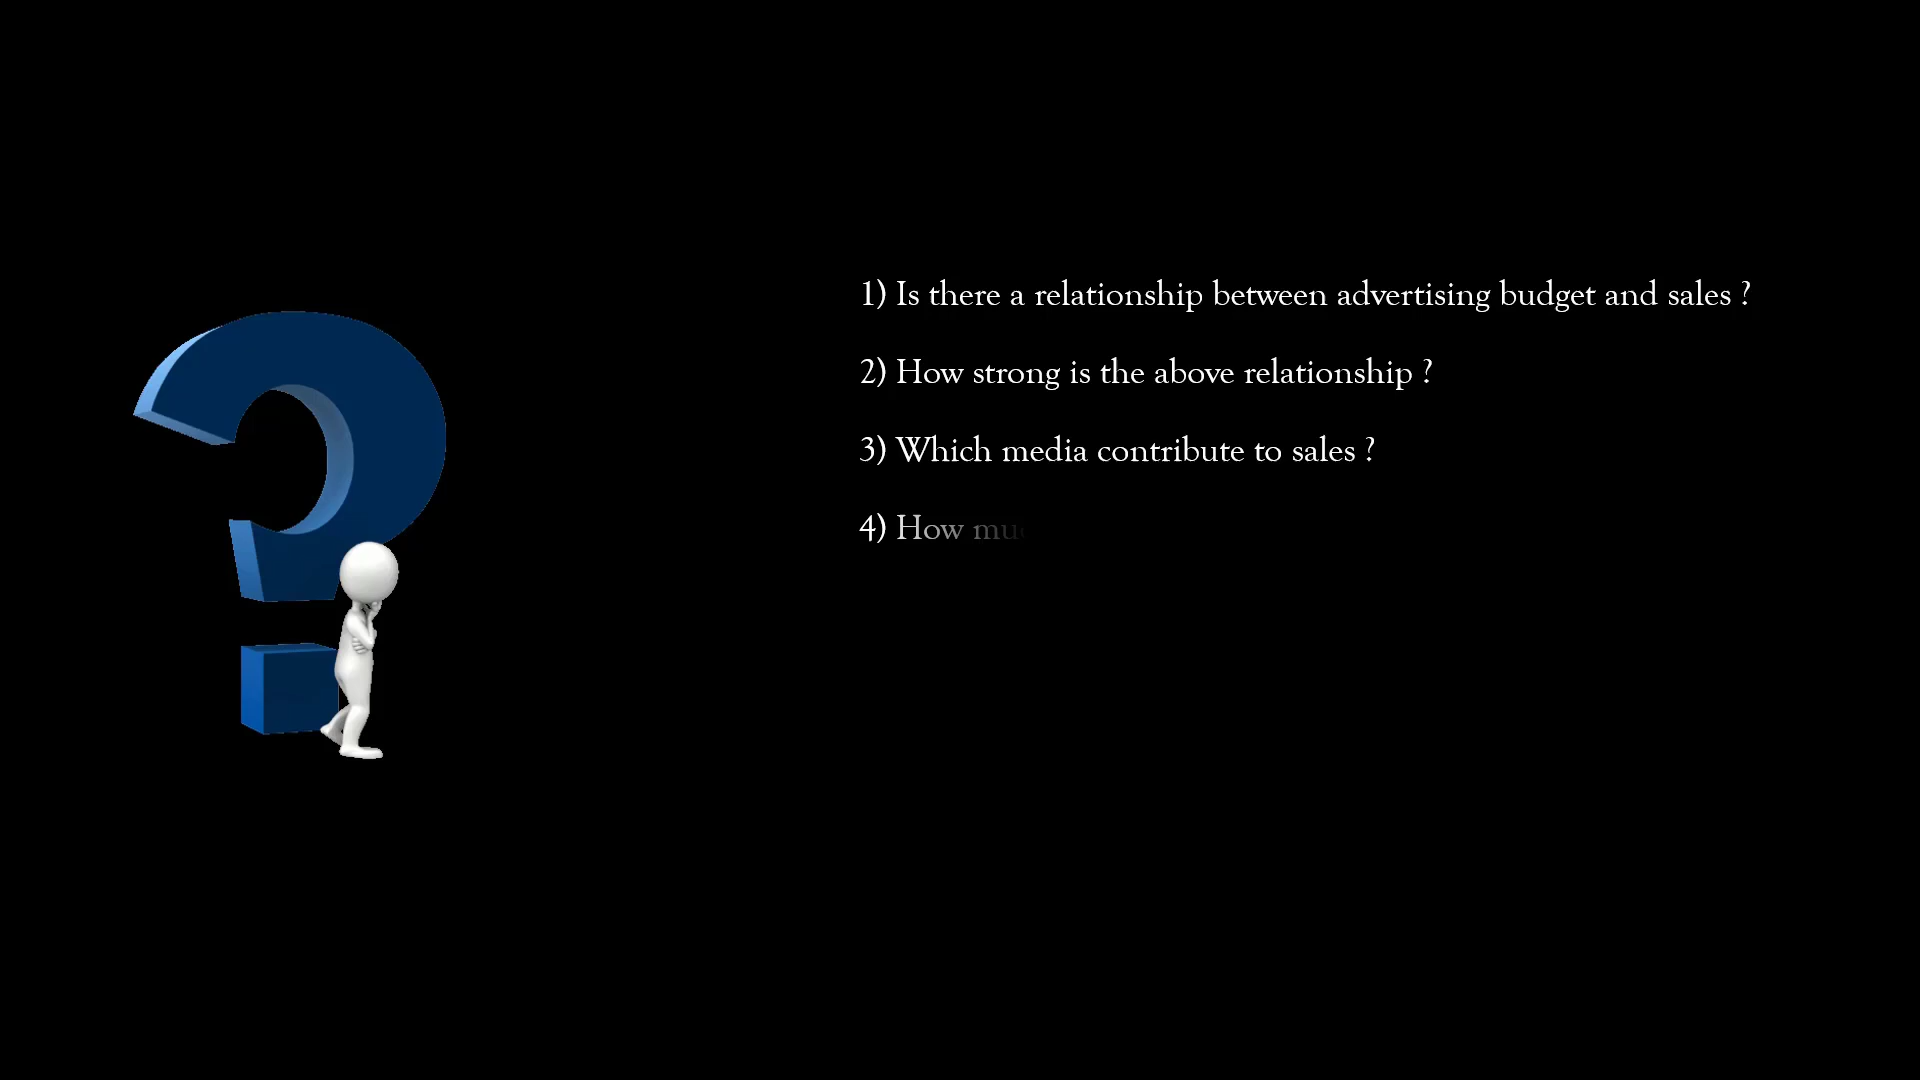 1) Is there a relationship between advertising budget and sales ?
2) How strong is the above relationship ?
3) Which media contribute to sales ?
4) How